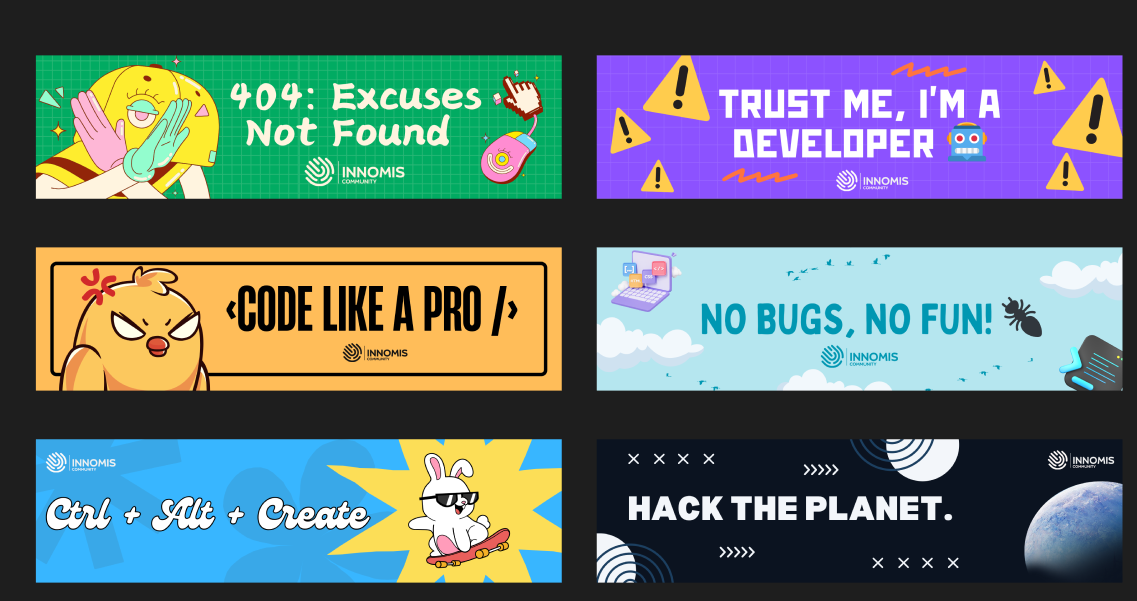 404: Excuses
Not Found
INNOMIS
COMMUNITY
TRUST ME, I'M A
DEVELOPER
INNOMIS
COMMUNITY
‹CODE LIKE A PRO /›
INNOMIS
COMMUNITY
NO BUGS, NO FUN!
INNOMIS
COMMUNITY
INNOMIS
COMMUNITY
Ctrl + Alt + Create
INNOMIS
COMMUNITY
HACK THE PLANET.